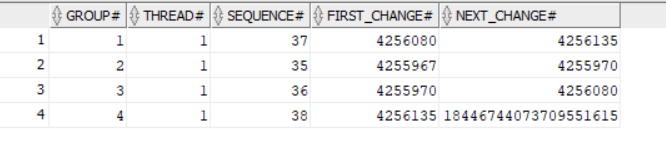 GROUP# THREAD# SEQUENCE# FIRST_CHANGE# NEXT_CHANGE#
1 1 1 37 4256080 4256135
2 2 1 35 4255967 4255970
3 3 1 36 4255970 4256080
4 4 1 38 4256135 18446744073709551615